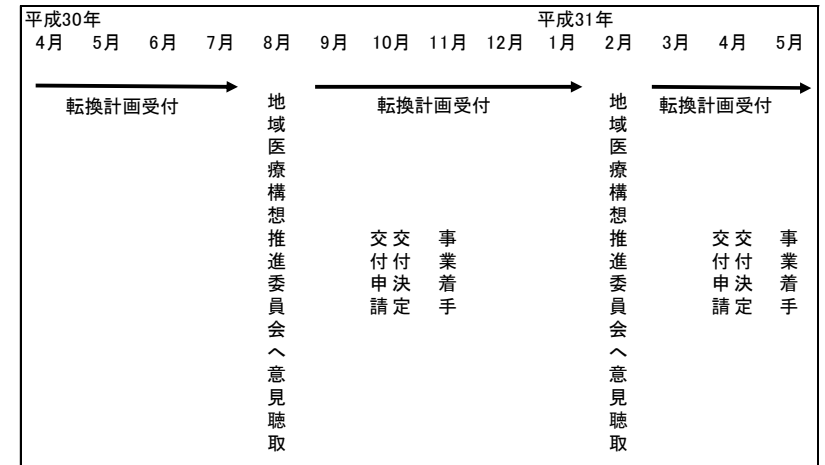 平成30年 平成31年
4月 5月 6月 7月 8月 9月 10月 11月 12月 1月 2月 3月 4月 5月
転換計画受付
地域医療構想推進委員会へ意見聴取
転換計画受付
交付申請
交付決定
事業着手
地域医療構想推進委員会へ意見聴取
転換計画受付
交付申請
交付決定
事業着手